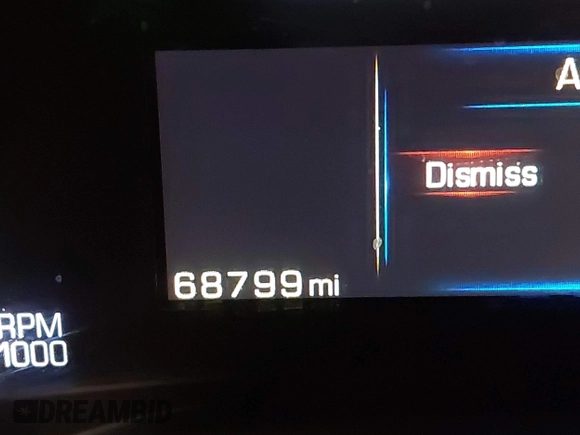 A
Dismiss
68799 mi
RPM
1000
DREAMBID